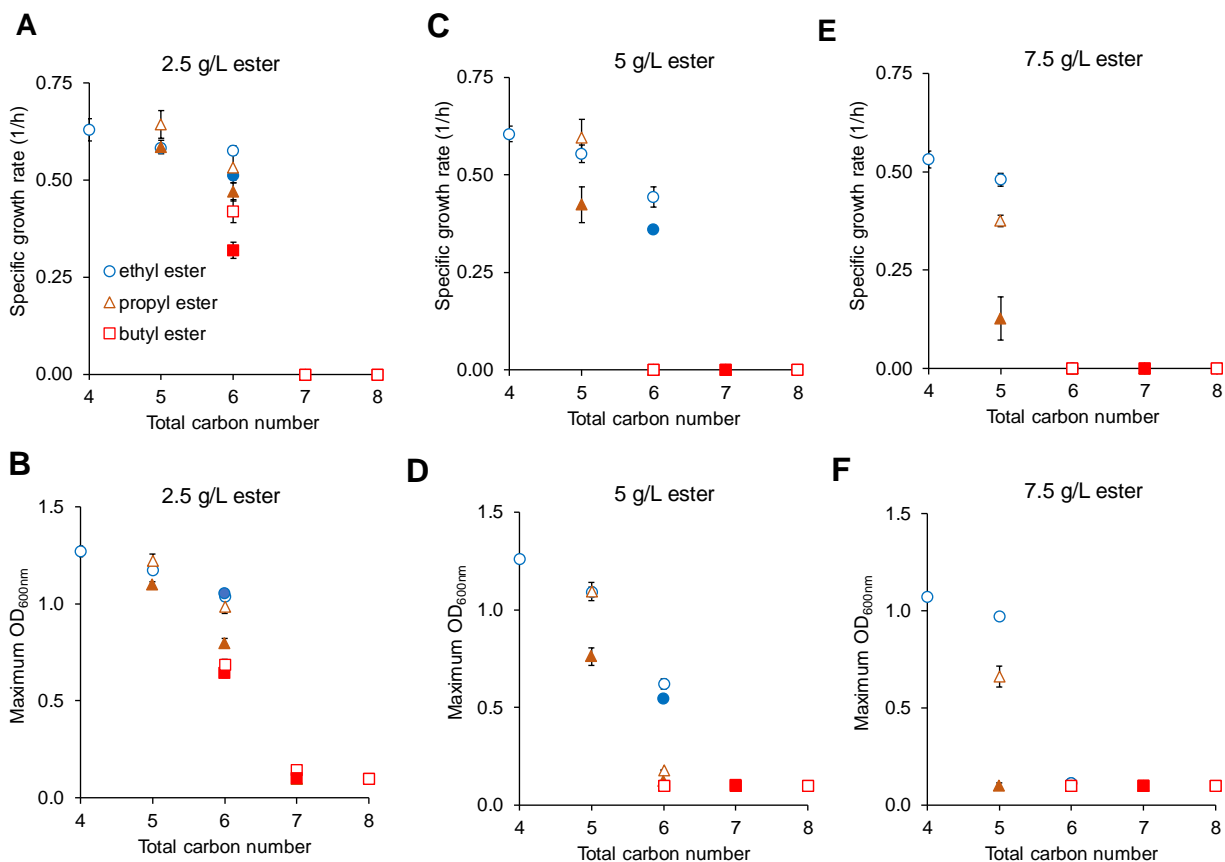 A
2.5 g/L ester
Specific growth rate (1/h)
0.75
0.50
0.25
0.00
4 5 6 7 8
Total carbon number
ethyl ester
propyl ester
butyl ester
C
5 g/L ester
Specific growth rate (1/h)
0.75
0.50
0.25
0.00
4 5 6 7 8
Total carbon number
E
7.5 g/L ester
Specific growth rate (1/h)
0.75
0.50
0.25
0.00
4 5 6 7 8
Total carbon number
B
2.5 g/L ester
Maximum OD600nm
1.5
1.0
0.5
0.0
4 5 6 7 8
Total carbon number
D
5 g/L ester
Maximum OD600nm
1.5
1.0
0.5
0.0
4 5 6 7 8
Total carbon number
F
7.5 g/L ester
Maximum OD600nm
1.5
1.0
0.5
0.0
4 5 6 7 8
Total carbon number